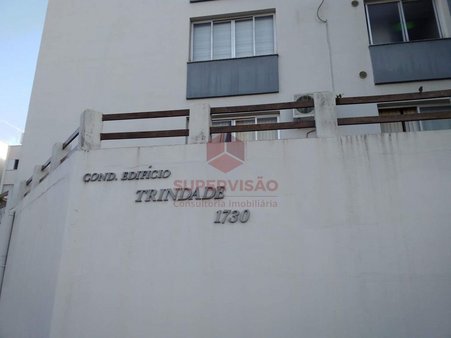 COND. EDIFÍCIO
TRINDADE
1730
SUPERVISÃO
Consultoria imobiliária